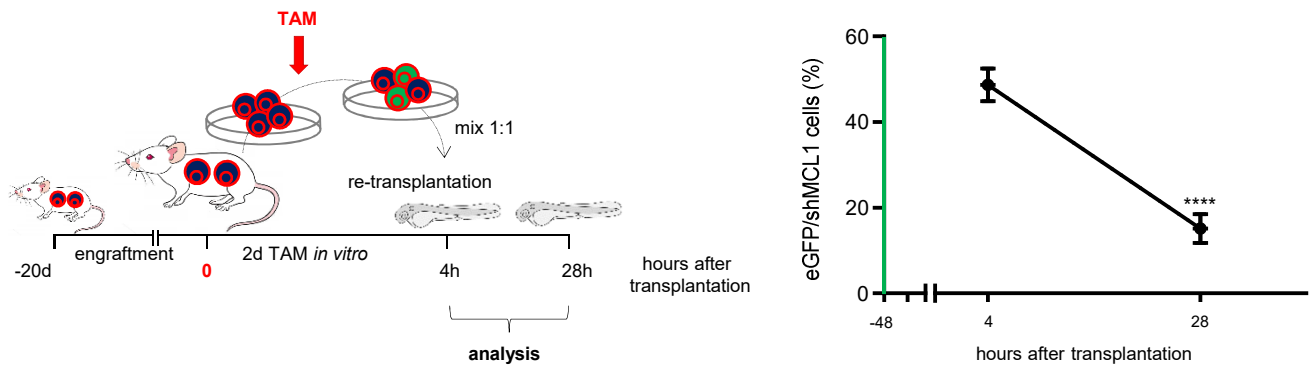 TAM
mix 1:1
re-transplantation
engraftment
2d TAM in vitro
-20d
0
4h
28h
hours after
transplantation
analysis
eGFP/shMCL1 cells (%)
60
40
20
0
****
-48
4
28
hours after transplantation